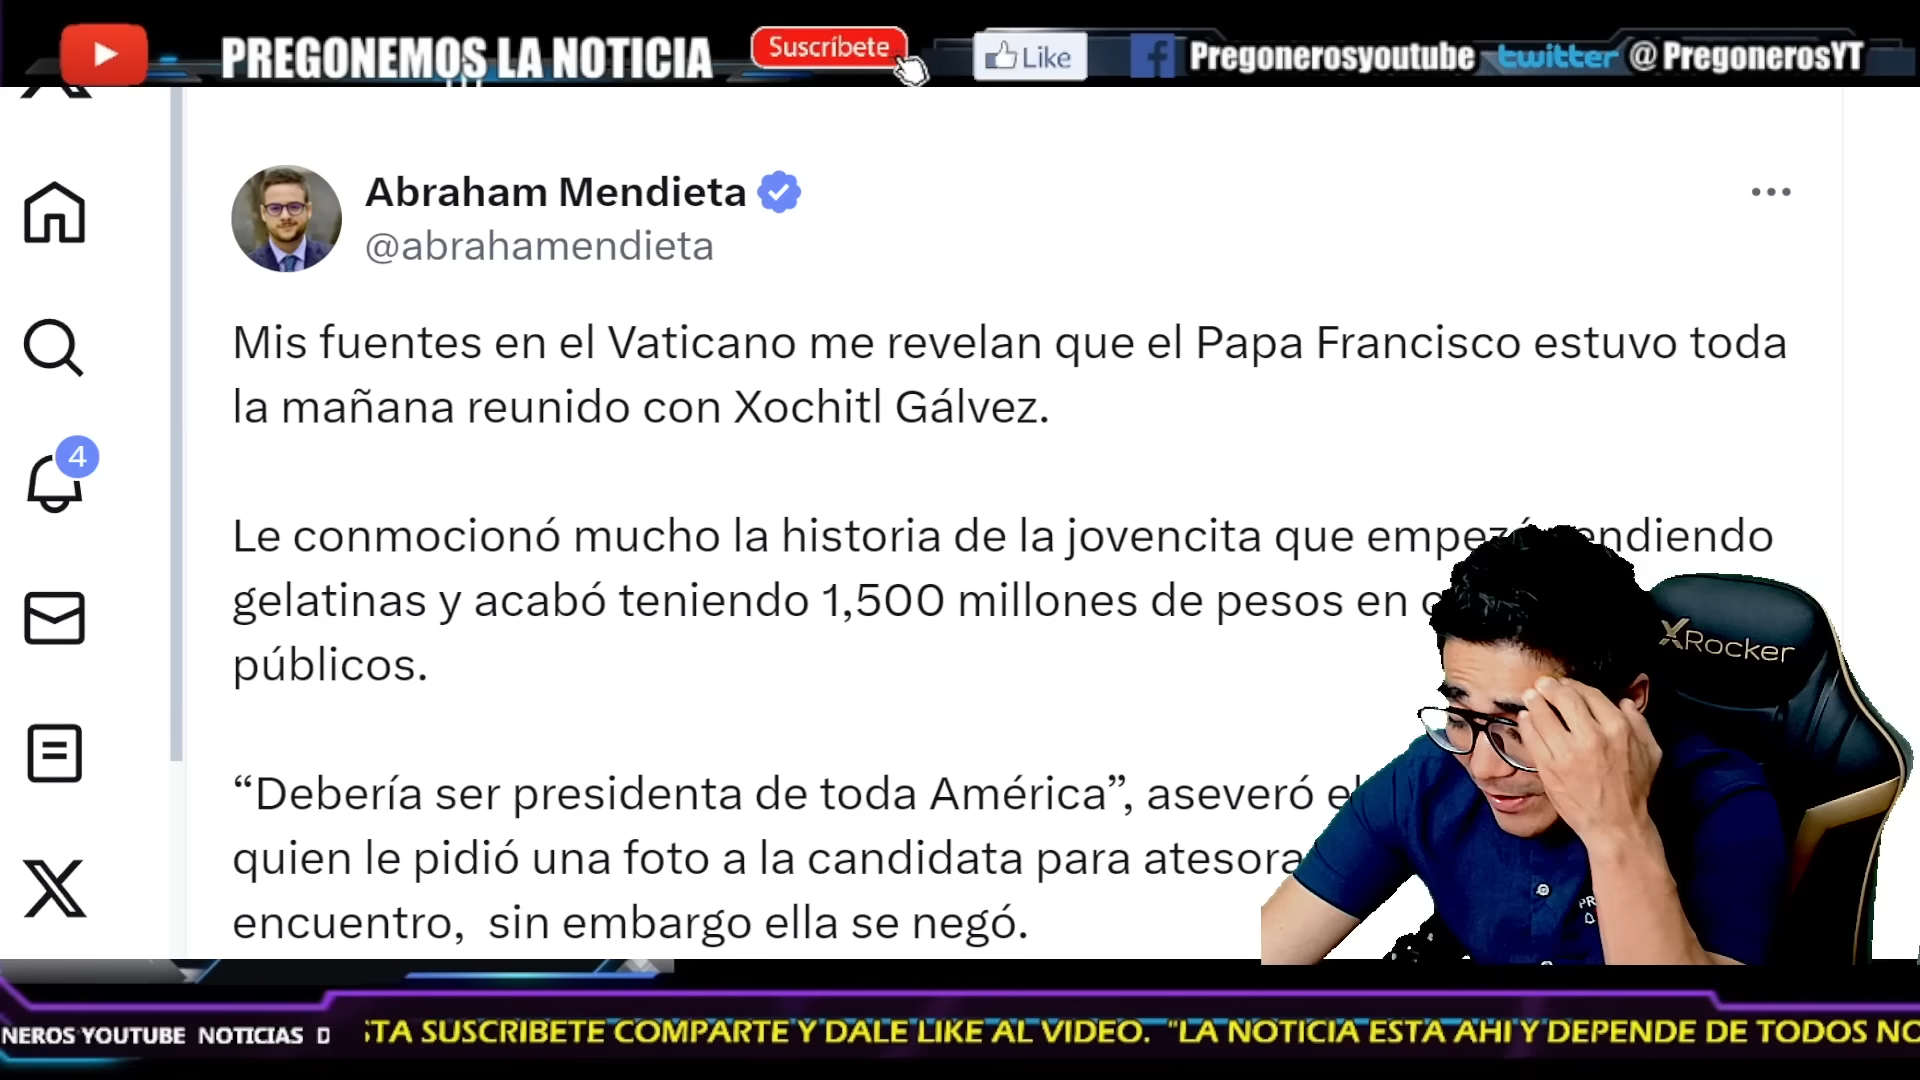 PREGONEMOS LA NOTICIA
Suscríbete
Like
Pregonerosyoutube
twitter @PregonerosYT
Abraham Mendieta
@abrahamendieta
4
Mis fuentes en el Vaticano me revelan que el Papa Francisco estuvo toda
la mañana reunido con Xochitl Gálvez.
Le conmocionó mucho la historia de la jovencita que empezó vendiendo
gelatinas y acabó teniendo 1,500 millones de pesos en
públicos.
“Debería ser presidenta de toda América”, aseveró
quien le pidió una foto a la candidata para
encuentro, sin embargo ella se negó.
XRocker
NEROS YOUTUBE NOTICIAS D
STA SUSCRIBETE COMPARTE Y DALE LIKE AL VIDEO. "LA NOTICIA ESTA AHI Y DEPENDE DE TODOS NO